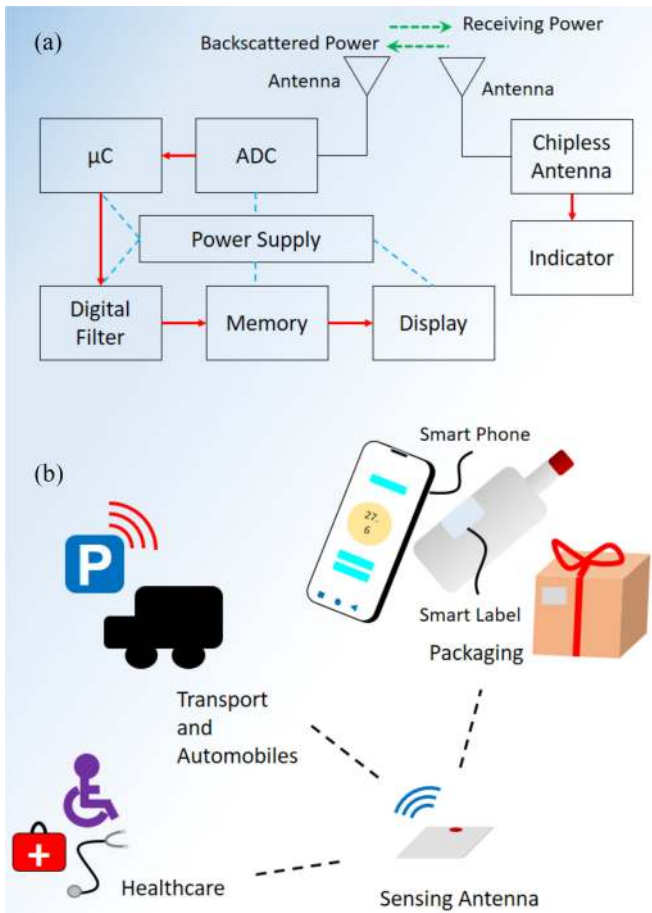 (a)
Receiving Power
Backscattered Power
Antenna
Antenna
µC
ADC
Chipless
Antenna
Power Supply
Indicator
Digital
Filter
Memory
Display
(b)
Smart Phone
27.
6
P
Smart Label
Packaging
Transport
and
Automobiles
Healthcare
Sensing Antenna